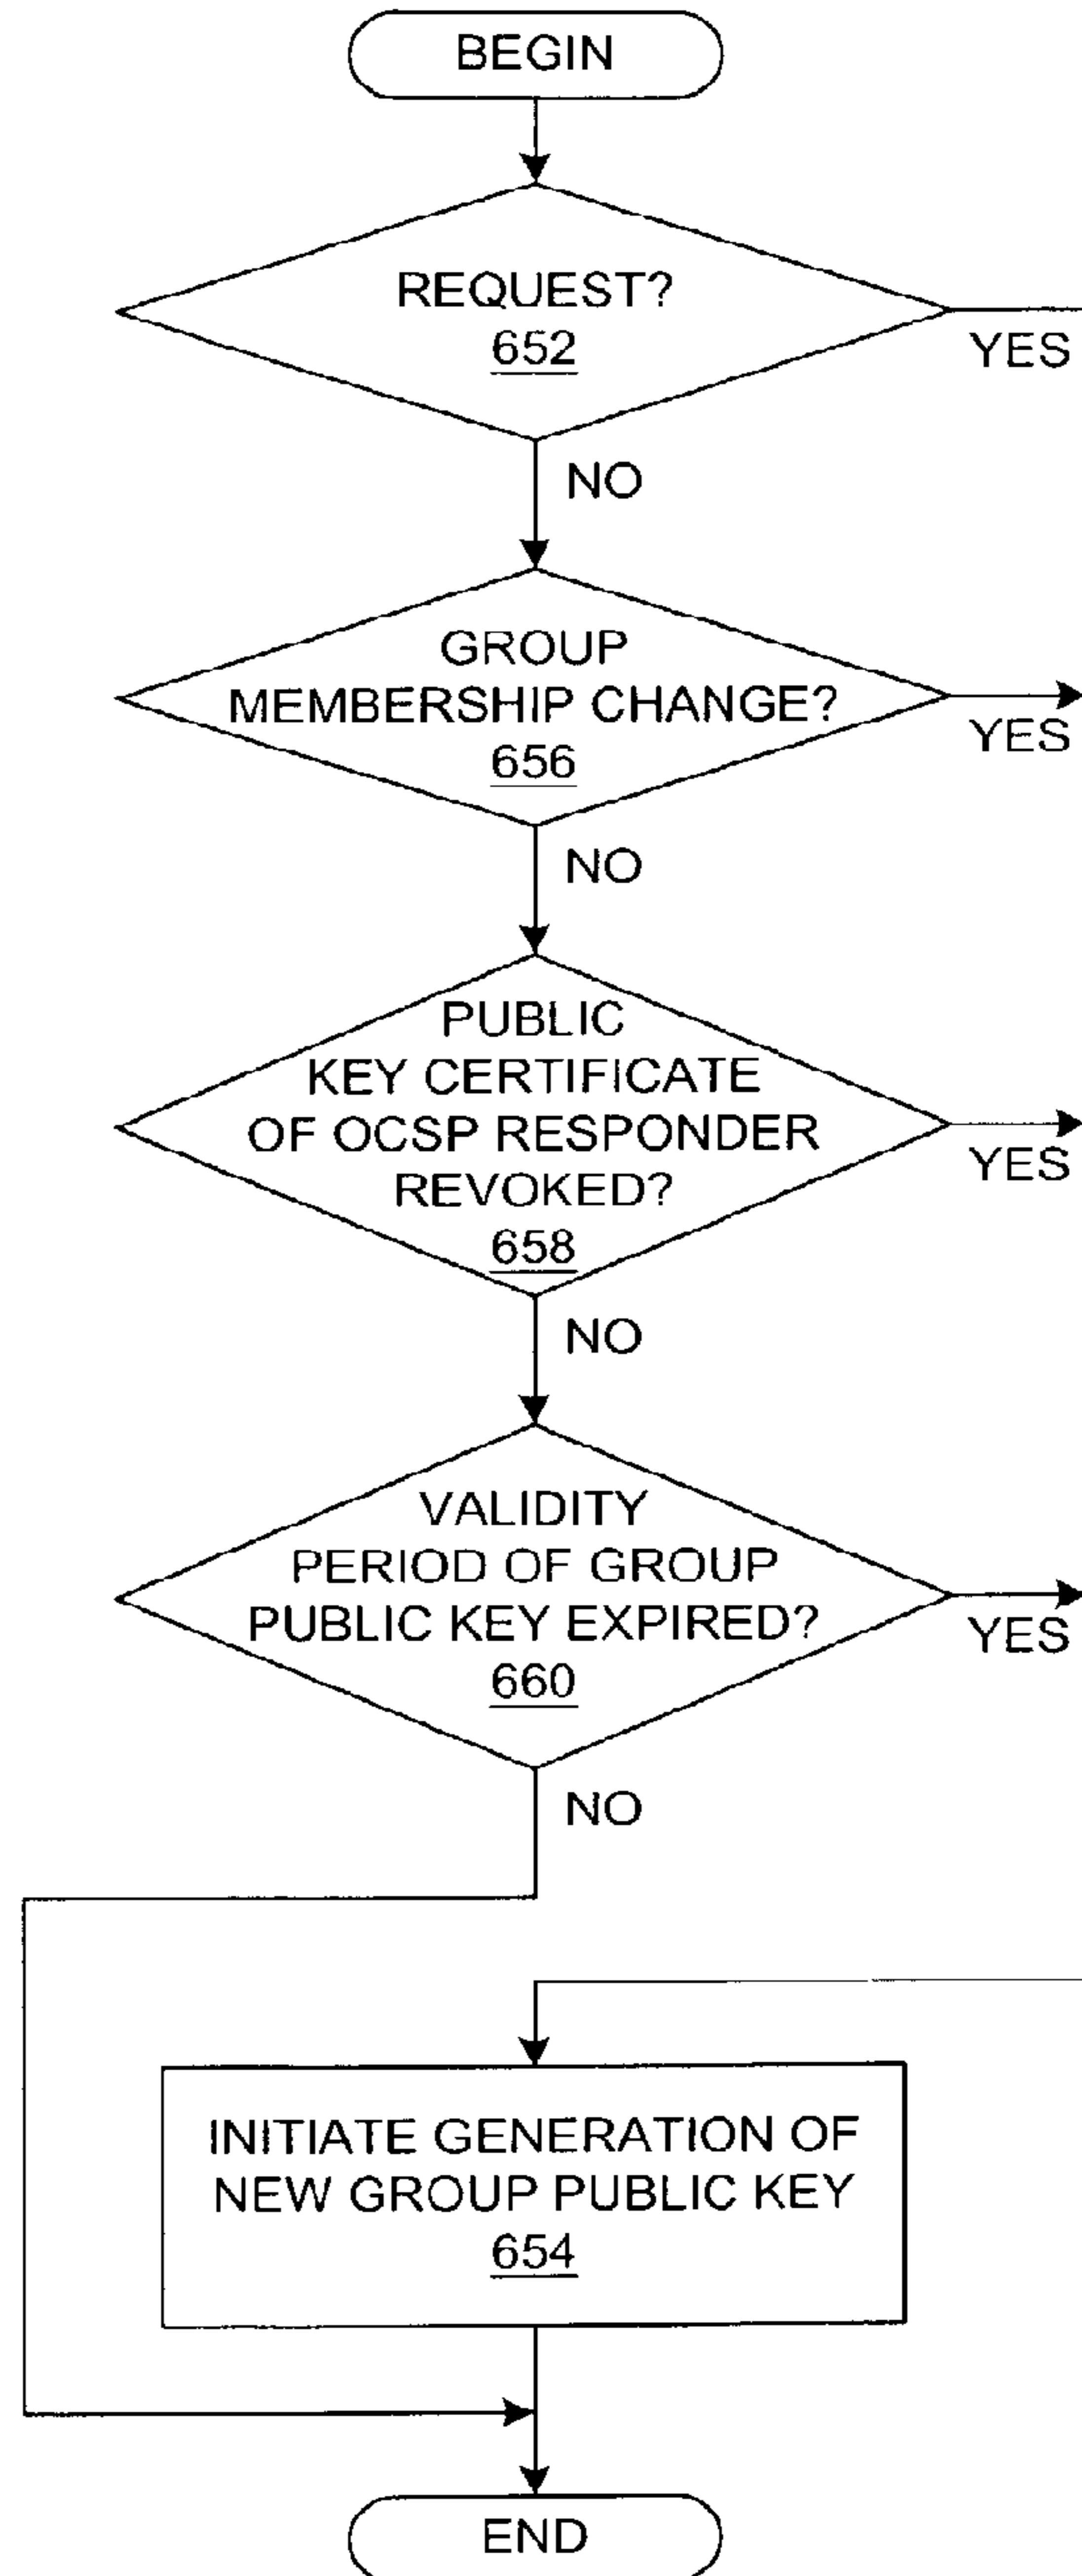 BEGIN
REQUEST?
652
YES
NO
GROUP
MEMBERSHIP CHANGE?
656
YES
NO
PUBLIC
KEY CERTIFICATE
OF OCSP RESPONDER
REVOKED?
658
YES
NO
VALIDITY
PERIOD OF GROUP
PUBLIC KEY EXPIRED?
660
YES
NO
INITIATE GENERATION OF
NEW GROUP PUBLIC KEY
654
END